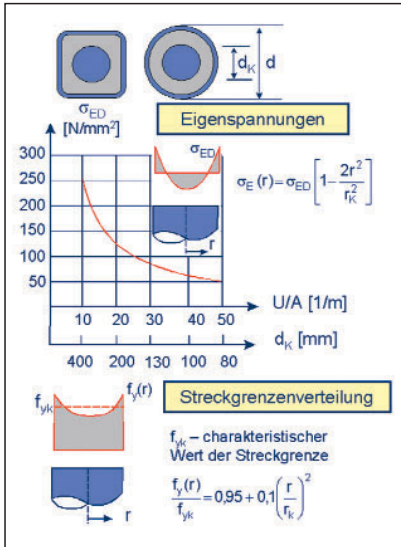 d_K d
σ_ED
[N/mm²]
Eigenspannungen
300
250
200
150
100
50
σ_ED
σ_E (r) = σ_ED [1 - 2r²/r_K²]
r
10 20 30 40 50 U/A [1/m]
d_K [mm]
400 200 130 100 80
f_yk f_y(r)
Streckgrenzenverteilung
f_yk – charakteristischer
Wert der Streckgrenze
f_y(r)/f_yk = 0,95 + 0,1 (r/r_k)²
r